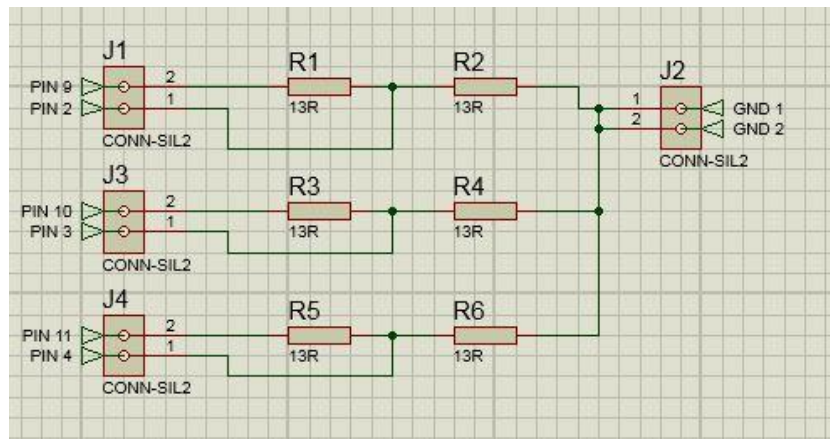 J1
PIN 9
2
PIN 2
1
CONN-SIL2
R1
13R
R2
13R
J2
1
GND 1
2
GND 2
CONN-SIL2
J3
PIN 10
2
PIN 3
1
CONN-SIL2
R3
13R
R4
13R
J4
PIN 11
2
PIN 4
1
CONN-SIL2
R5
13R
R6
13R